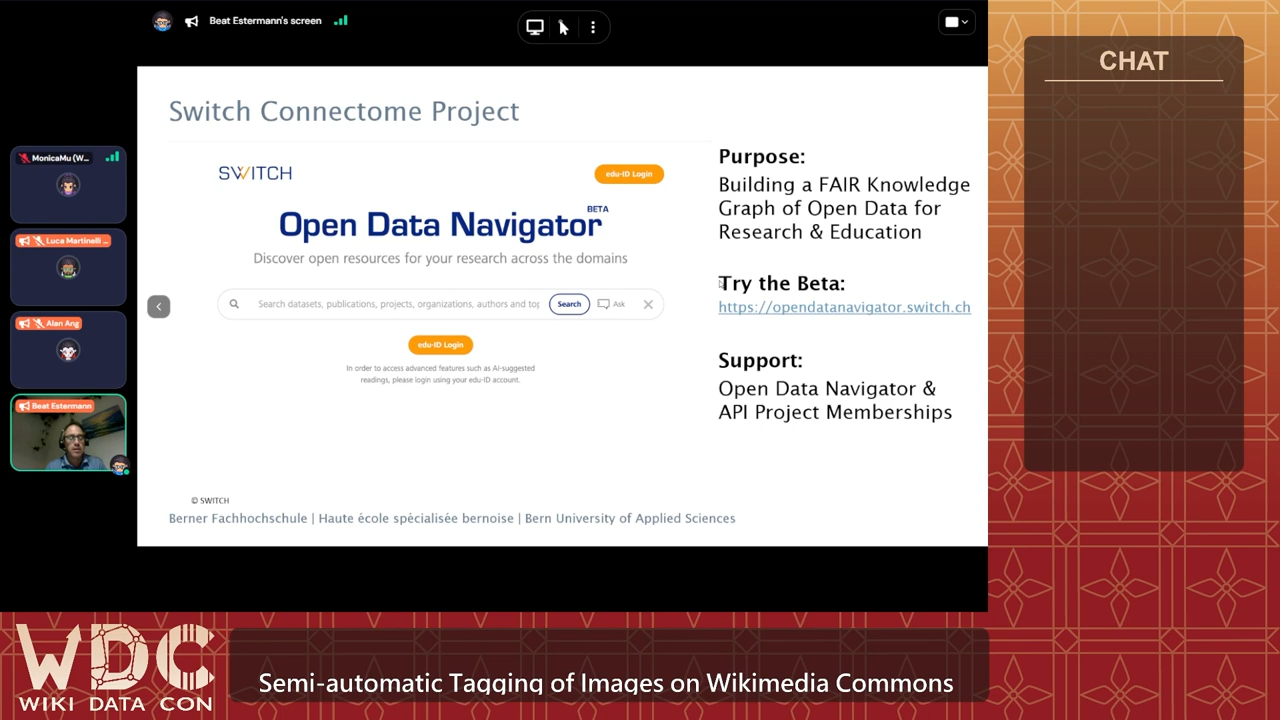 Beat Estermann's screen
CHAT
MonicaMu (W...
Luca Martinelli ...
Alan Ang
Beat Estermann
Switch Connectome Project
SWITCH
edu-ID Login
Open Data Navigator BETA
Discover open resources for your research across the domains
Search datasets, publications, projects, organizations, authors and top
Search
Ask
edu-ID Login
In order to access advanced features such as AI-suggested
readings, please login using your edu-ID account.
Purpose:
Building a FAIR Knowledge
Graph of Open Data for
Research & Education
Try the Beta:
https://opendatanavigator.switch.ch
Support:
Open Data Navigator &
API Project Memberships
© SWITCH
Berner Fachhochschule | Haute école spécialisée bernoise | Bern University of Applied Sciences
WDC
WIKI DATA CON
Semi-automatic Tagging of Images on Wikimedia Commons